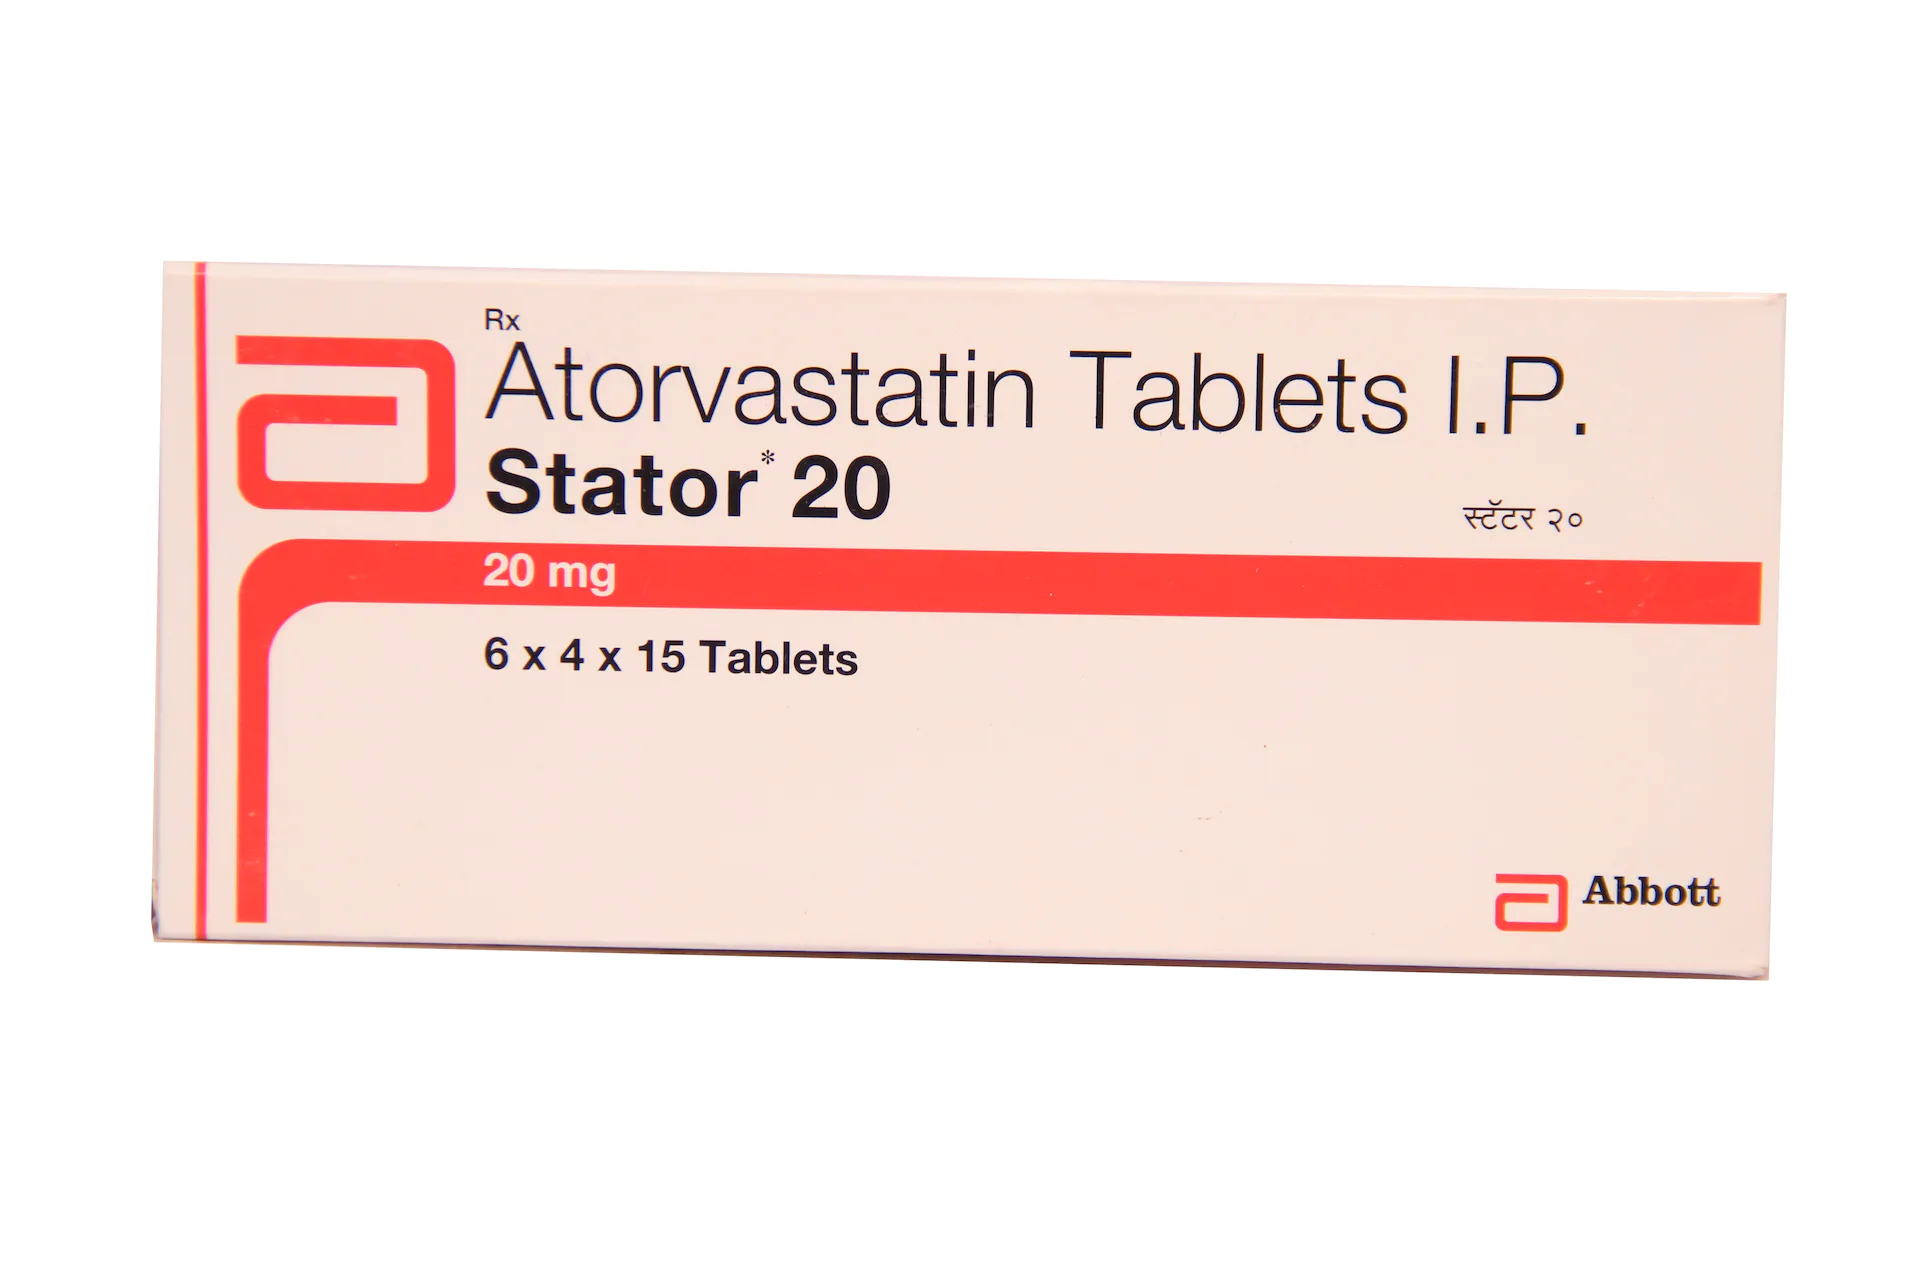 Rx
Atorvastatin Tablets I.P.
Stator* 20
स्टॅटर २०
20 mg
6 x 4 x 15 Tablets
Abbott